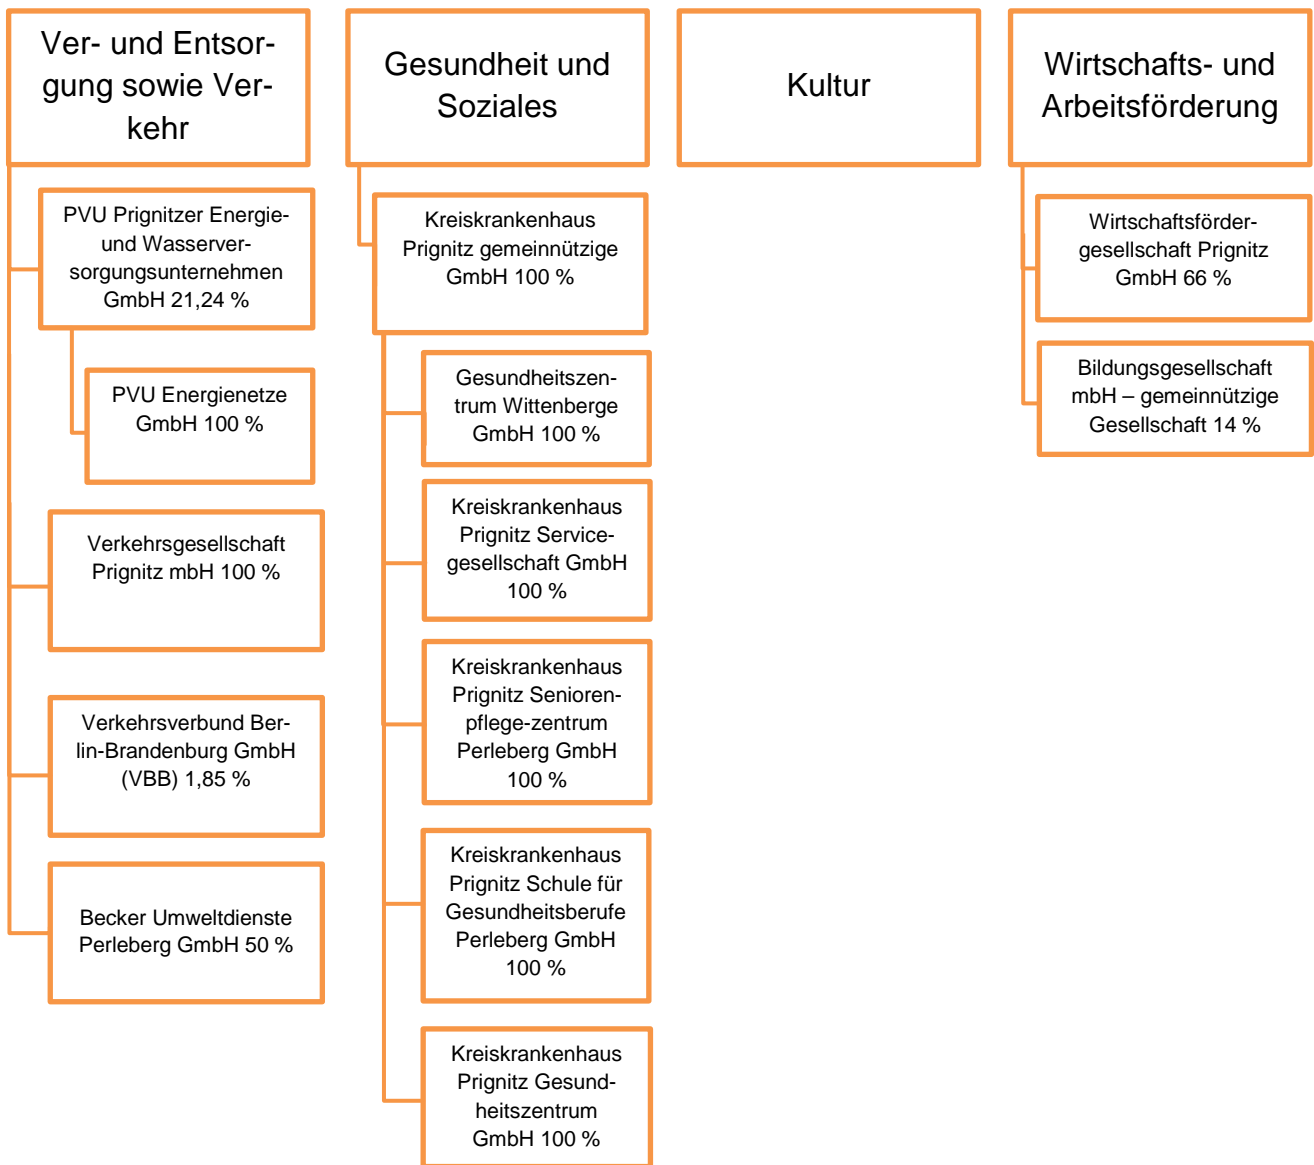 Ver- und Entsor-
gung sowie Ver-
kehr
PVU Prignitzer Energie-
und Wasserver-
sorgungsunternehmen
GmbH 21,24 %
PVU Energienetze
GmbH 100 %
Verkehrsgesellschaft
Prignitz mbH 100 %
Verkehrsverbund Ber-
lin-Brandenburg GmbH
(VBB) 1,85 %
Becker Umweltdienste
Perleberg GmbH 50 %
Gesundheit und
Soziales
Kreiskrankenhaus
Prignitz gemeinnützige
GmbH 100 %
Gesundheitszen-
trum Wittenberge
GmbH 100 %
Kreiskrankenhaus
Prignitz Service-
gesellschaft GmbH
100 %
Kreiskrankenhaus
Prignitz Senioren-
pflege-zentrum
Perleberg GmbH
100 %
Kreiskrankenhaus
Prignitz Schule für
Gesundheitsberufe
Perleberg GmbH
100 %
Kreiskrankenhaus
Prignitz Gesund-
heitszentrum
GmbH 100 %
Kultur
Wirtschafts- und
Arbeitsförderung
Wirtschaftsförder-
gesellschaft Prignitz
GmbH 66 %
Bildungsgesellschaft
mbH – gemeinnützige
Gesellschaft 14 %